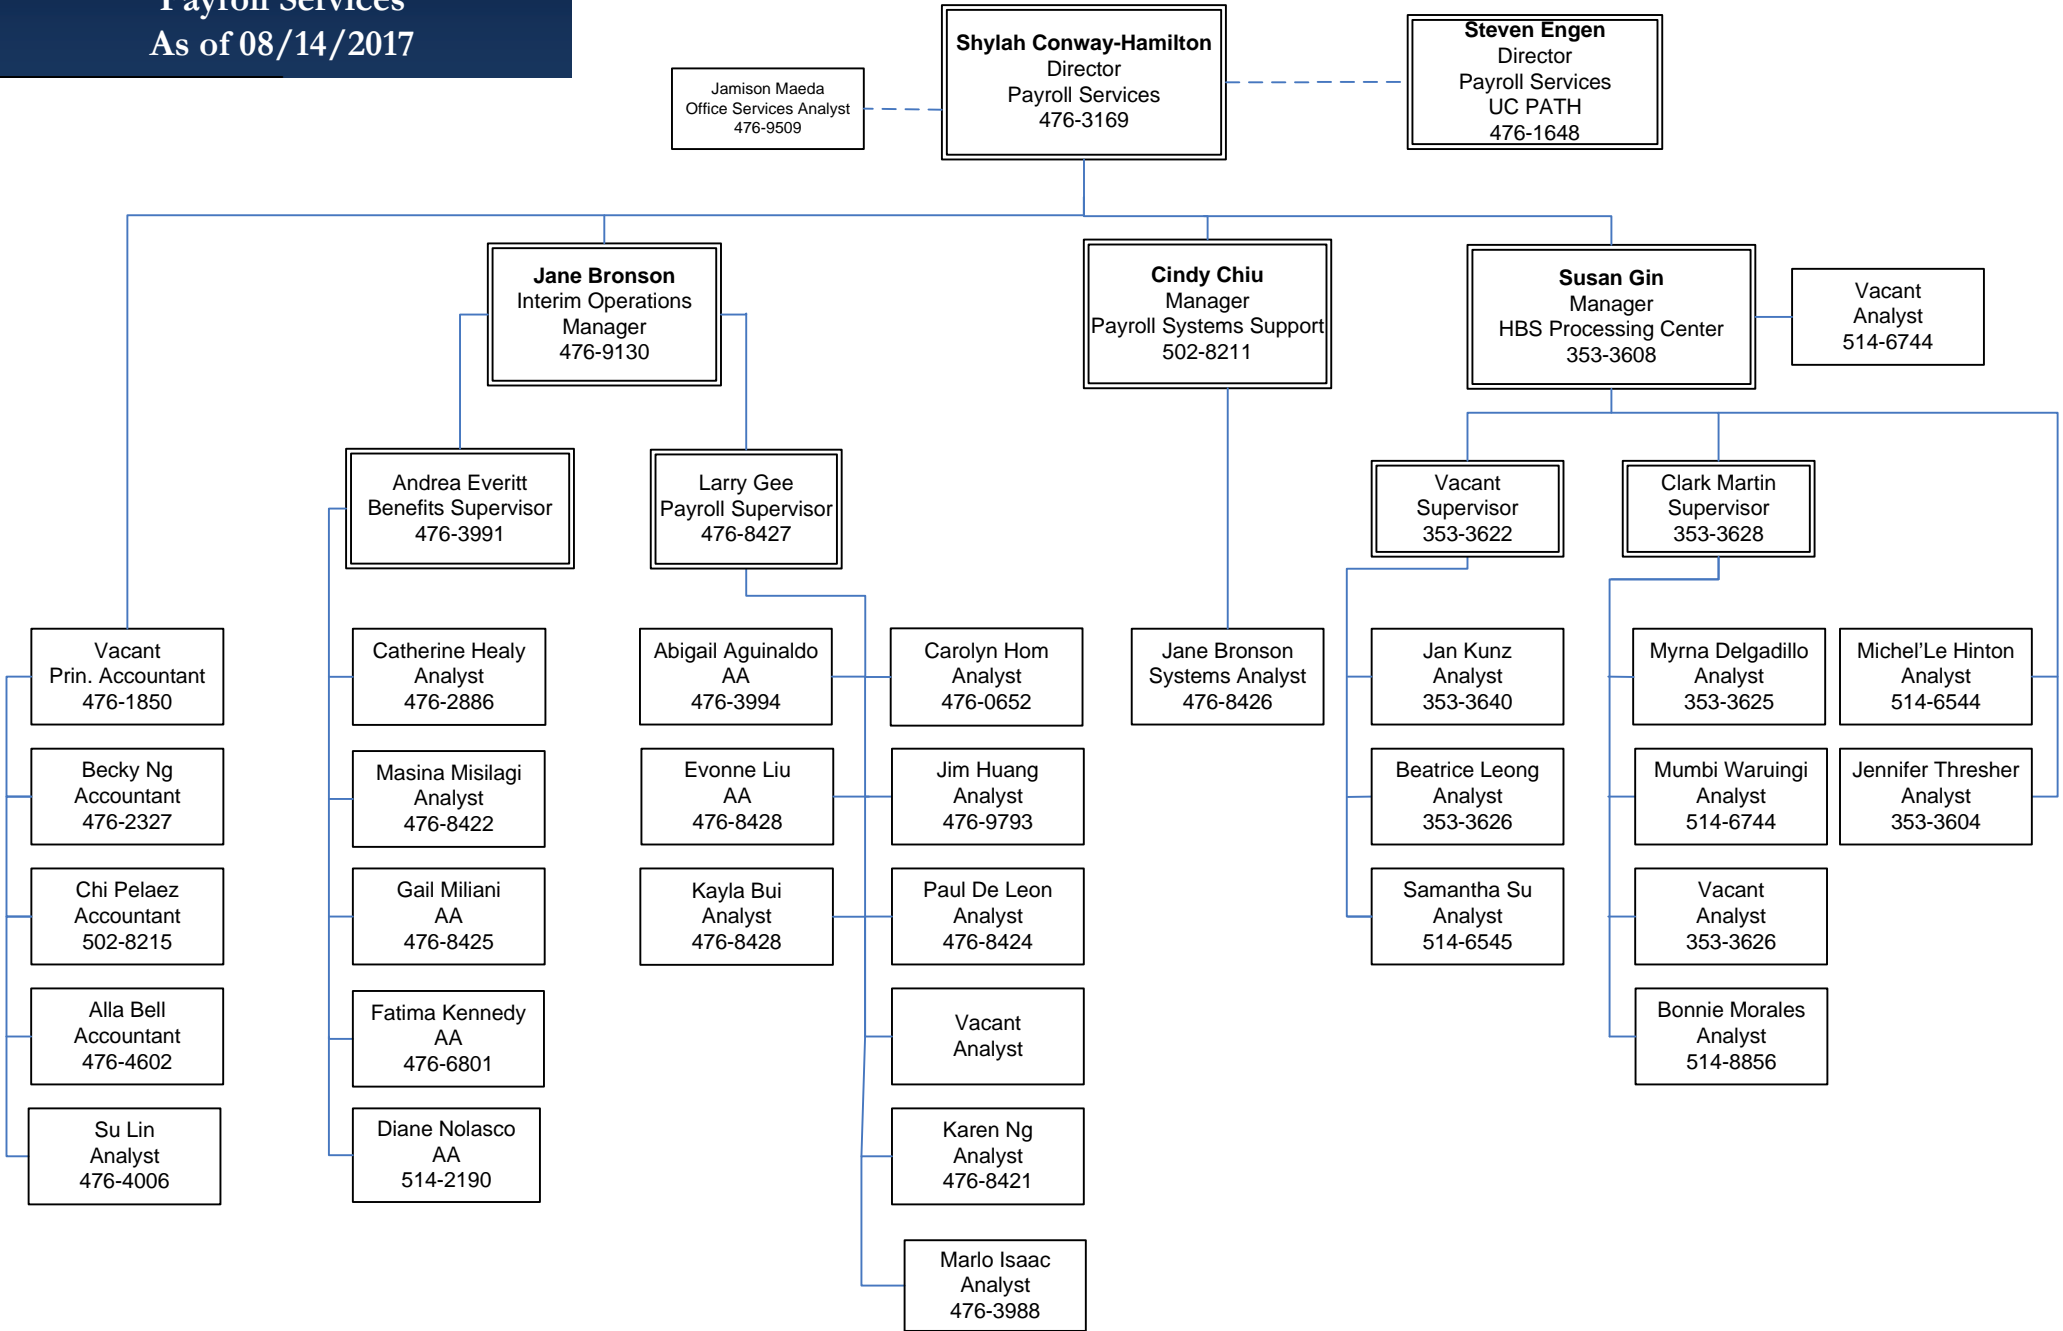 Payroll Services
As of 08/14/2017
Shylah Conway-Hamilton
Director
Payroll Services
476-3169
Steven Engen
Director
Payroll Services
UC PATH
476-1648
Jamison Maeda
Office Services Analyst
476-9509
Jane Bronson
Interim Operations
Manager
476-9130
Cindy Chiu
Manager
Payroll Systems Support
502-8211
Susan Gin
Manager
HBS Processing Center
353-3608
Vacant
Analyst
514-6744
Andrea Everitt
Benefits Supervisor
476-3991
Larry Gee
Payroll Supervisor
476-8427
Vacant
Supervisor
353-3622
Clark Martin
Supervisor
353-3628
Vacant
Prin. Accountant
476-1850
Becky Ng
Accountant
476-2327
Chi Pelaez
Accountant
502-8215
Alla Bell
Accountant
476-4602
Su Lin
Analyst
476-4006
Catherine Healy
Analyst
476-2886
Masina Misilagi
Analyst
476-8422
Gail Miliani
AA
476-8425
Fatima Kennedy
AA
476-6801
Diane Nolasco
AA
514-2190
Abigail Aguinaldo
AA
476-3994
Evonne Liu
AA
476-8428
Kayla Bui
Analyst
476-8428
Carolyn Hom
Analyst
476-0652
Jim Huang
Analyst
476-9793
Paul De Leon
Analyst
476-8424
Vacant
Analyst
Karen Ng
Analyst
476-8421
Marlo Isaac
Analyst
476-3988
Jane Bronson
Systems Analyst
476-8426
Jan Kunz
Analyst
353-3640
Beatrice Leong
Analyst
353-3626
Samantha Su
Analyst
514-6545
Myrna Delgadillo
Analyst
353-3625
Mumbi Waruingi
Analyst
514-6744
Vacant
Analyst
353-3626
Bonnie Morales
Analyst
514-8856
Michel’Le Hinton
Analyst
514-6544
Jennifer Thresher
Analyst
353-3604